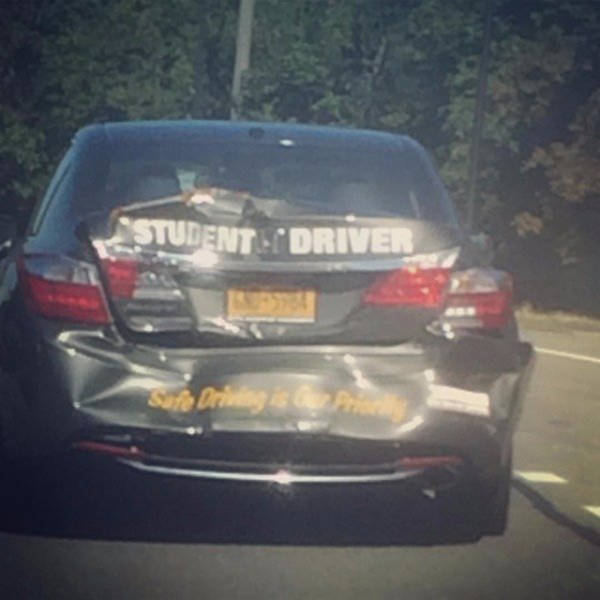 STUDENT DRIVER
Safe Driving is Our Priority